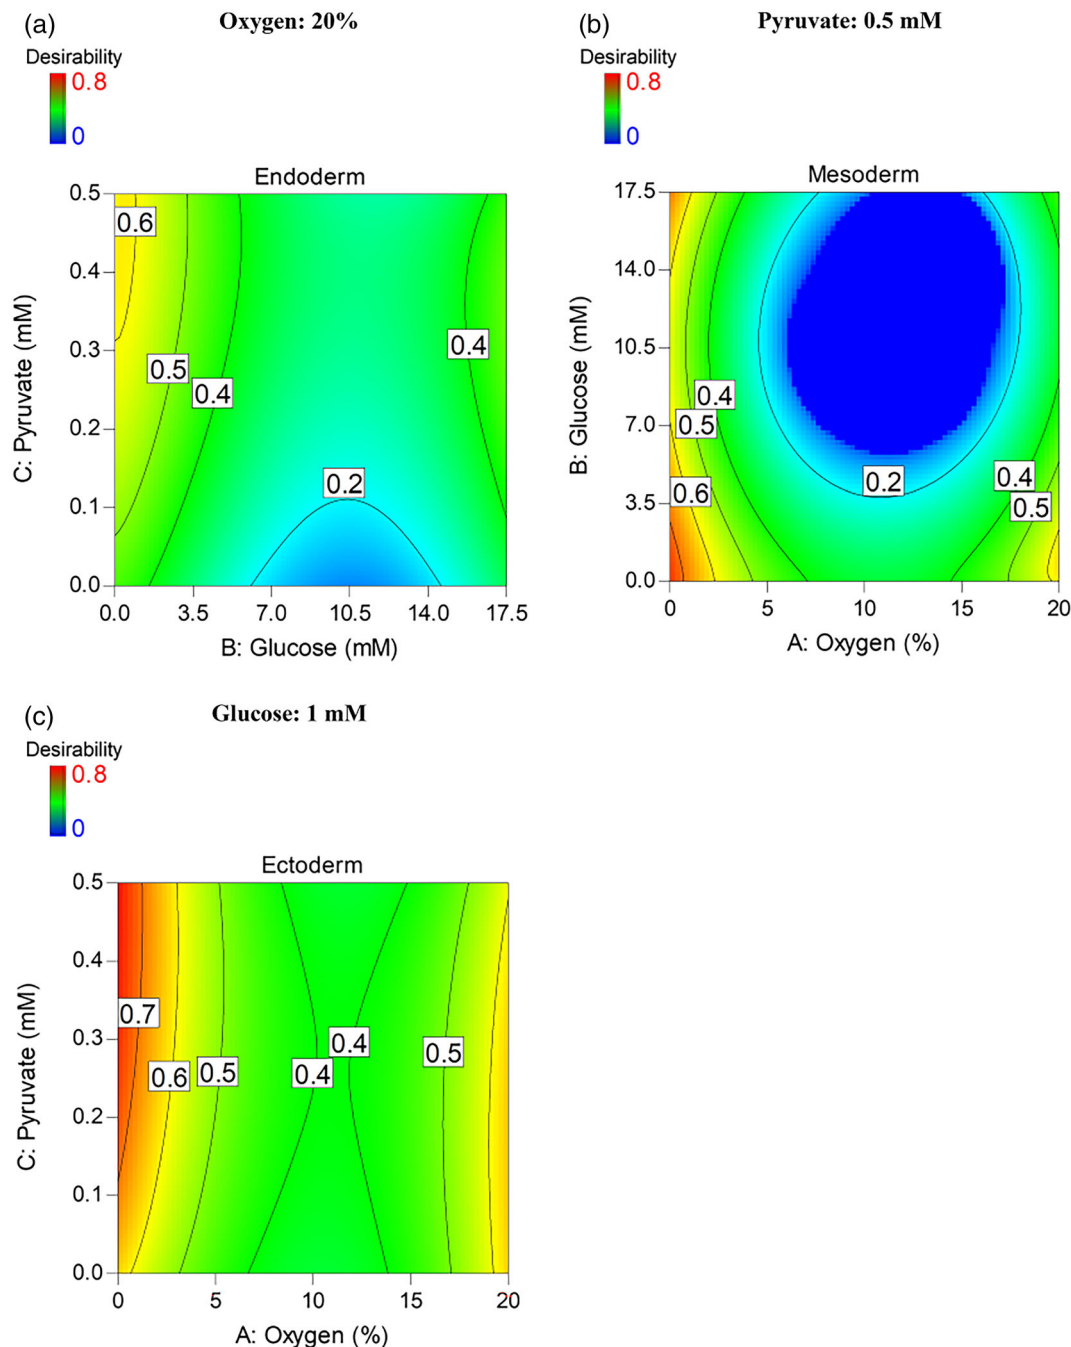 (a) Oxygen: 20%
Desirability
0.8
0
Endoderm
0.5
0.4
0.3
0.2
0.1
0.0
C: Pyruvate (mM)
0.6
0.5
0.4
0.4
0.2
0.0 3.5 7.0 10.5 14.0 17.5
B: Glucose (mM)
(b) Pyruvate: 0.5 mM
Desirability
0.8
0
Mesoderm
17.5
14.0
10.5
7.0
3.5
0.0
B: Glucose (mM)
0.4
0.5
0.6
0.2
0.4
0.5
0 5 10 15 20
A: Oxygen (%)
(c) Glucose: 1 mM
Desirability
0.8
0
Ectoderm
0.5
0.4
0.3
0.2
0.1
0.0
C: Pyruvate (mM)
0.7
0.6
0.5
0.4
0.4
0.5
0 5 10 15 20
A: Oxygen (%)